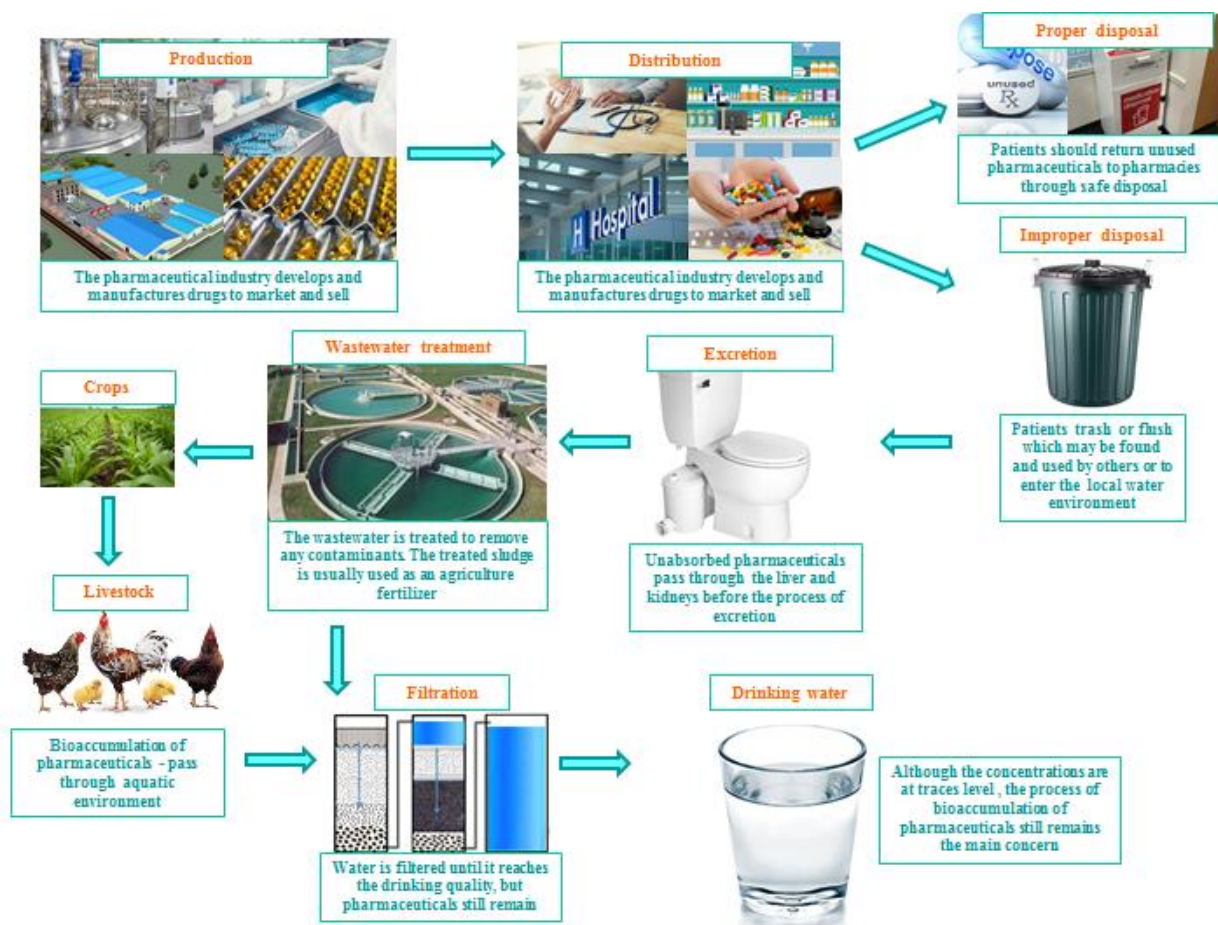 Production
The pharmaceutical industry develops and
manufactures drugs to market and sell
Distribution
H Hospital
The pharmaceutical industry develops and
manufactures drugs to market and sell
Proper disposal
unused
Rx
Patients should return unused
pharmaceuticals to pharmacies
through safe disposal
Improper disposal
Patients trash or flush
which may be found
and used by others or to
enter the local water
environment
Excretion
Unabsorbed pharmaceuticals
pass through the liver and
kidneys before the process of
excretion
Wastewater treatment
The wastewater is treated to remove
any contaminants. The treated sludge
is usually used as an agriculture
fertilizer
Crops
Livestock
Bioaccumulation of
pharmaceuticals - pass
through aquatic
environment
Filtration
Water is filtered until it reaches
the drinking quality, but
pharmaceuticals still remain
Drinking water
Although the concentrations are
at traces level , the process of
bioaccumulation of
pharmaceuticals still remains
the main concern